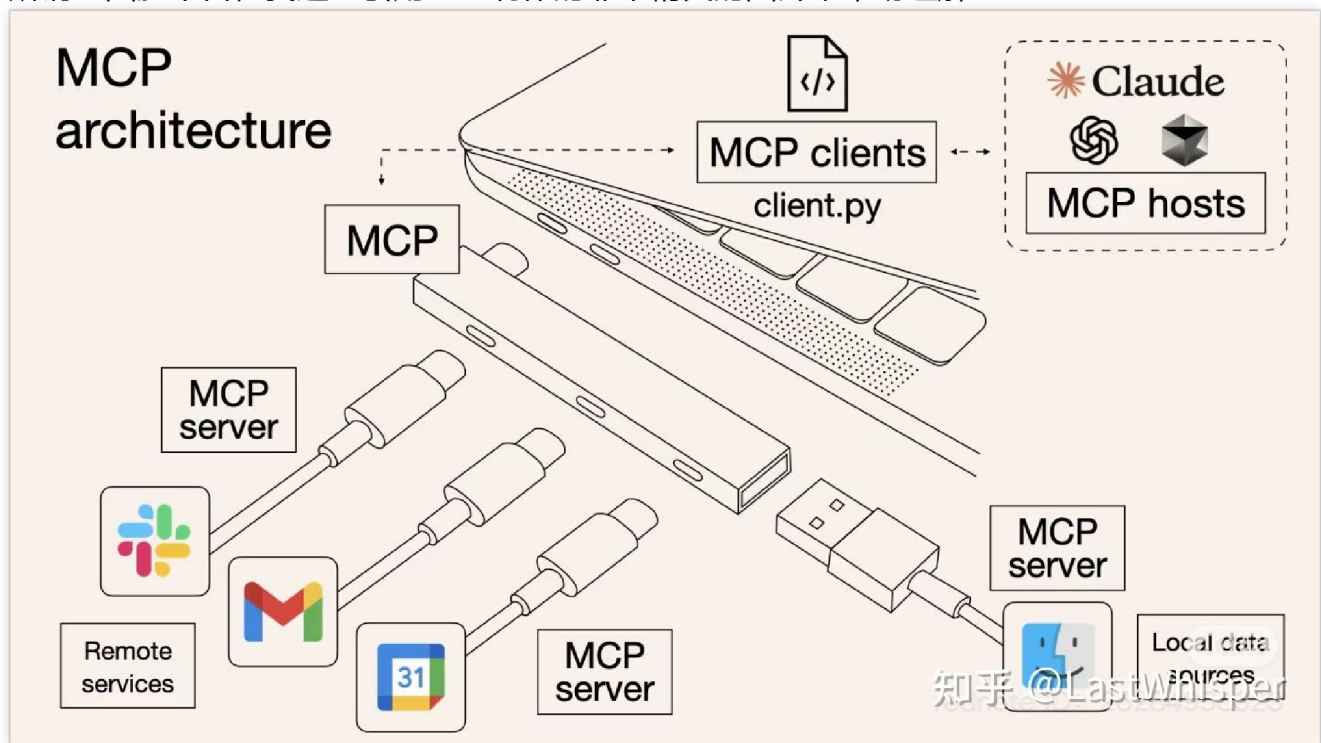 MCP
architecture
MCP clients
client.py
Claude
MCP hosts
MCP
MCP
server
Remote
services
31
MCP
server
MCP
server
Local data
sources
知乎 @LastWhisper